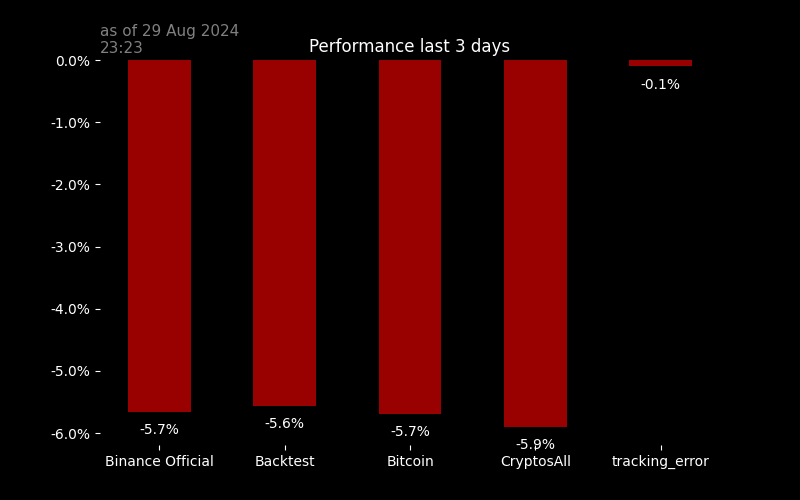 as of 29 Aug 2024
23:23
Performance last 3 days
0.0%
-1.0%
-2.0%
-3.0%
-4.0%
-5.0%
-6.0%
-5.7%
-5.6%
-5.7%
-5.9%
-0.1%
Binance Official
Backtest
Bitcoin
CryptosAll
tracking_error